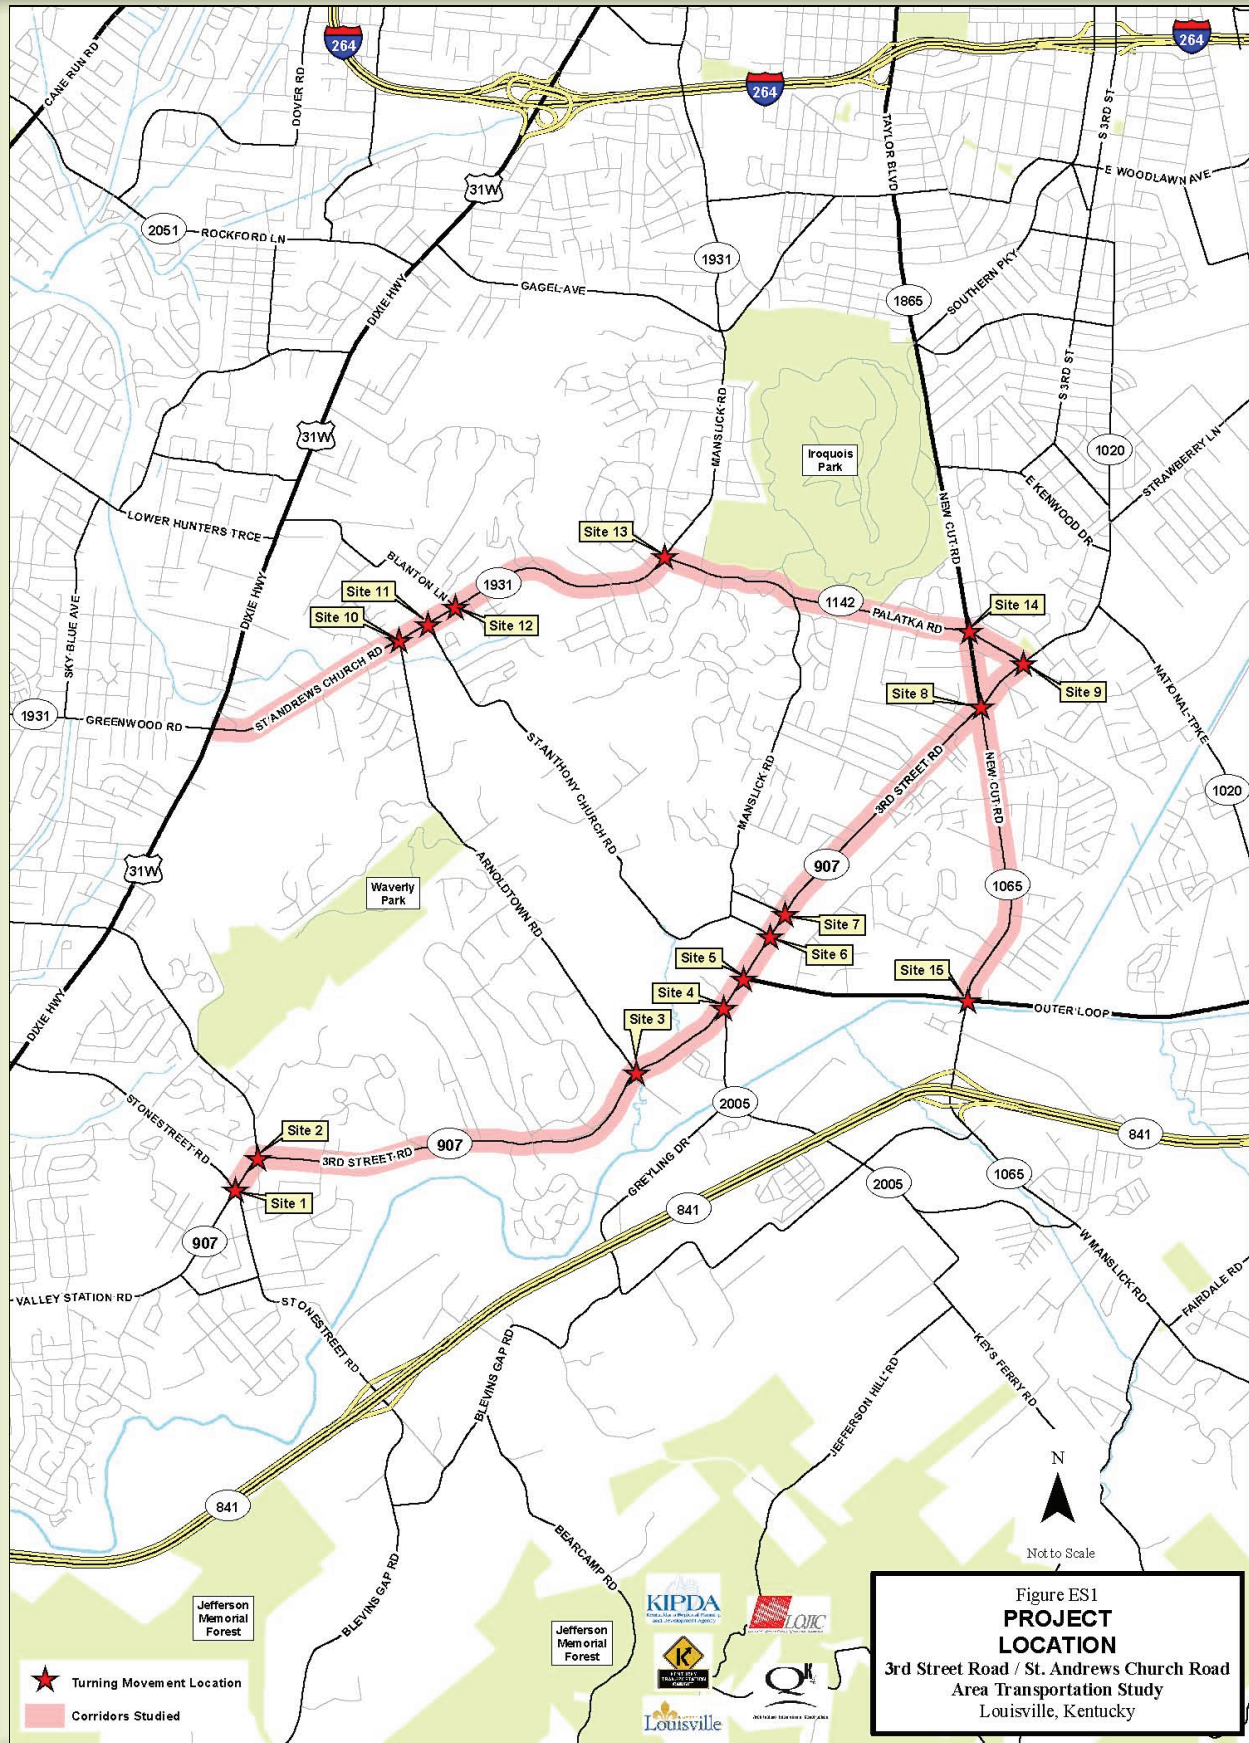 264
264
264
CANE RUN RD
DOVER RD
S 3RD ST
TAYLOR BLVD
E WOODLAWN AVE
31W
2051
ROCKFORD LN
1931
DIXIE HWY
GAGEL AVE
SOUTHERN PKY
1865
S 3RD ST
MANSLICK RD
31W
Iroquois
Park
1020
STRAWBERRY LN
E KENWOOD DR
NEW CUT RD
LOWER HUNTERS TRCE
Site 13
BLANTON LN
1931
Site 11
Site 10
Site 12
1142
PALATKA RD
Site 14
DIXIE HWY
SKY BLUE AVE
ST ANDREWS CHURCH RD
Site 8
Site 9
NATIONAL TPKE
1931
GREENWOOD RD
ST ANTHONY CHURCH RD
MANSLICK RD
3RD STREET RD
NEW CUT RD
1020
31W
907
1065
Waverly
Park
ARNOLDTOWN RD
Site 7
Site 6
Site 5
Site 15
Site 4
OUTER LOOP
DIXIE HWY
Site 3
STONESTREET RD
2005
Site 2
841
3RD STREET RD
907
GREYLING DR
1065
2005
Site 1
841
907
W MANSLICK RD
FAIRDALE RD
VALLEY STATION RD
STONESTREET RD
BLEVINS GAP RD
KEYS FERRY RD
JEFFERSON HILL RD
N
841
Not to Scale
BEARCAMP RD
BLEVINS GAP RD
Jefferson
Memorial
Forest
Jefferson
Memorial
Forest
KIPDA
LOJIC
KENTUCKY
TRANSPORTATION
CABINET
QK4
Louisville
Turning Movement Location
Corridors Studied
Figure ES1
PROJECT
LOCATION
3rd Street Road / St. Andrews Church Road
Area Transportation Study
Louisville, Kentucky